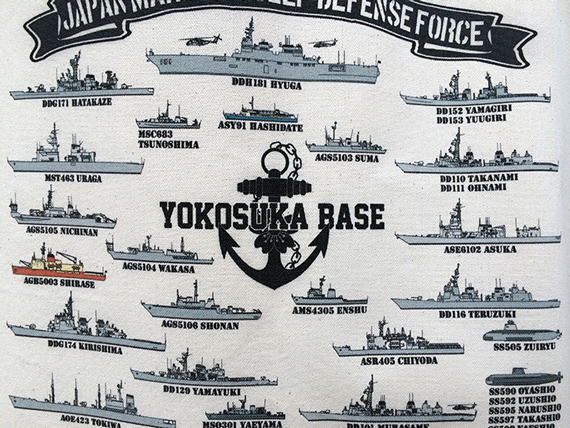 JAPAN DEFENSE FORCE
DDH181 HYUGA
DDG171 HATAKAZE
DD152 YAMAGIRI
DD153 YUUGIRI
MSC683
TSUNOSHIMA
ASY91 HASHIDATE
AGS5103 SUMA
MST463 URAGA
DD110 TAKANAMI
DD111 OHNAMI
YOKOSUKA BASE
AGS5105 NICHINAN
ASE6102 ASUKA
AGS5104 WAKASA
AGB5003 SHIRASE
AMS4305 ENSHU
DD116 TERUZUKI
AGS5106 SHONAN
DDG174 KIRISHIMA
SS505 ZUIRYU
ASR405 CHIYODA
DD129 YAMAYUKI
SS590 OYASHIO
SS592 UZUSHIO
SS595 NARUSHIO
SS597 TAKASHIO
AOE423 TOKIWA
MSO301 YAEYAMA
DD101 MURASAME